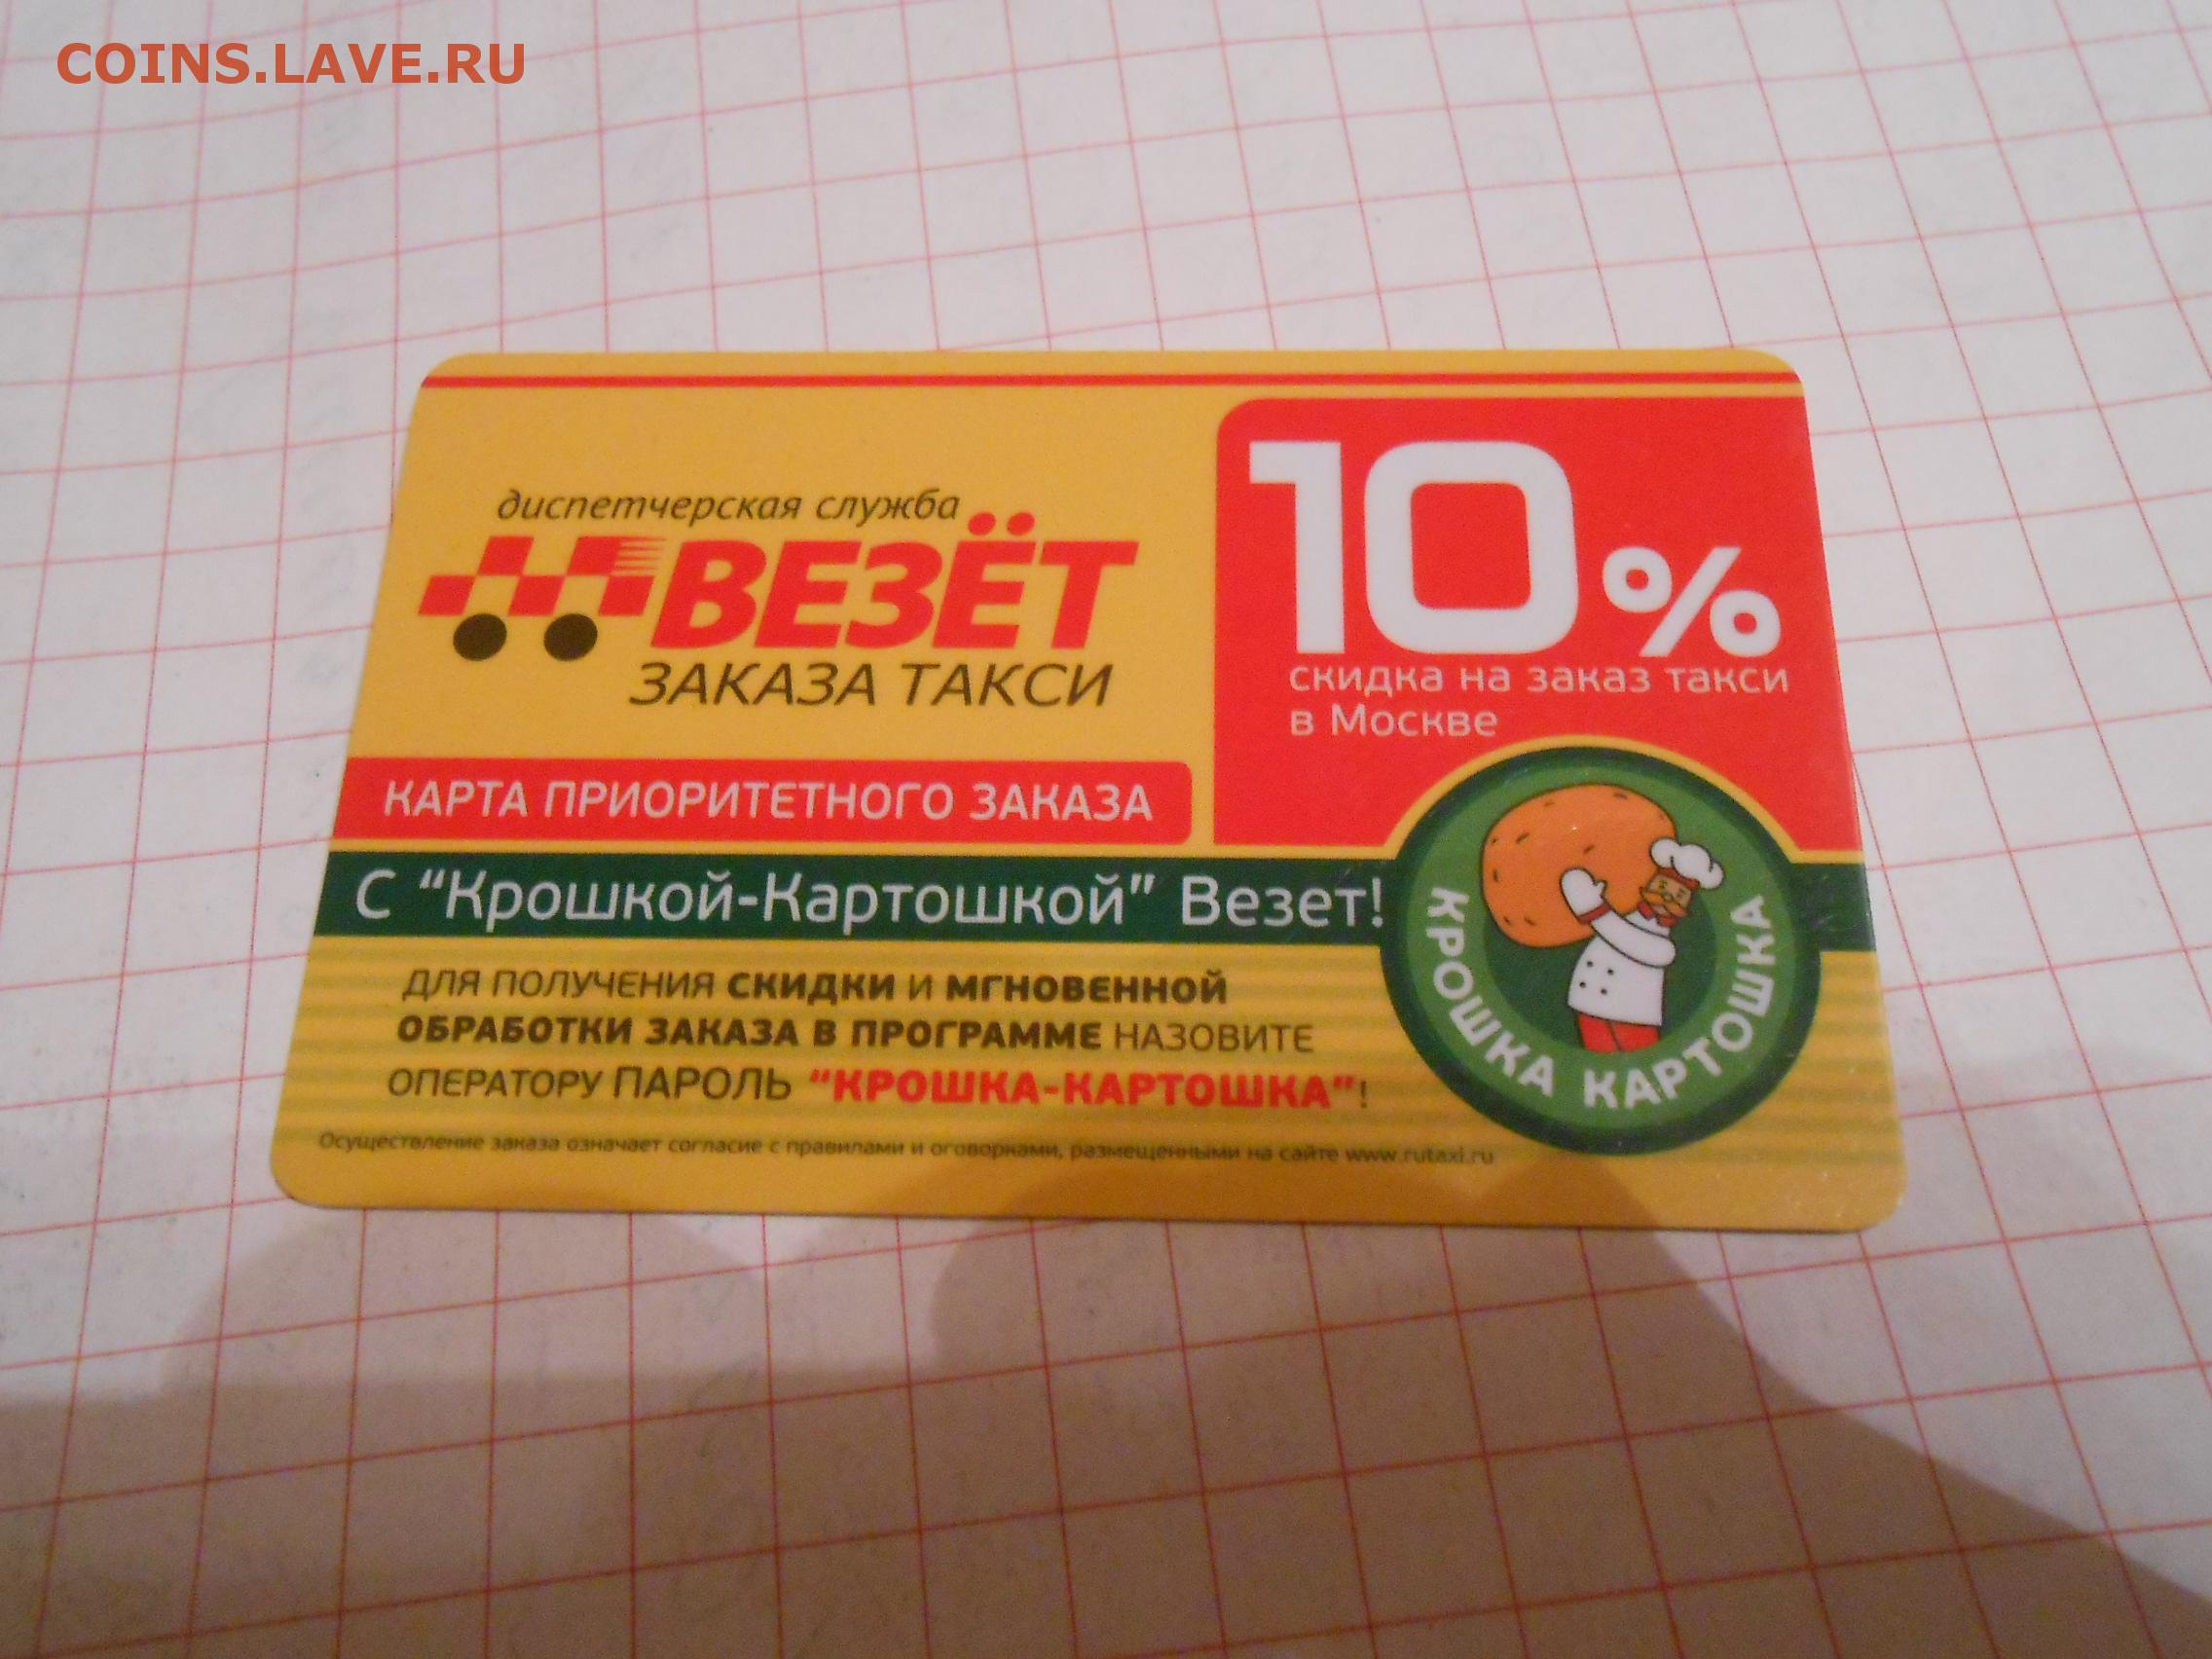 COINS.LAVE.RU
диспетчерская служба
ВЕЗЁТ
ЗАКАЗА ТАКСИ
10%
скидка на заказ такси
в Москве
КАРТА ПРИОРИТЕТНОГО ЗАКАЗА
С “Крошкой-Картошкой” Везет!
КРОШКА КАРТОШКА
ДЛЯ ПОЛУЧЕНИЯ СКИДКИ И МГНОВЕННОЙ
ОБРАБОТКИ ЗАКАЗА В ПРОГРАММЕ НАЗОВИТЕ
ОПЕРАТОРУ ПАРОЛЬ “КРОШКА-КАРТОШКА”!
Осуществление заказа означает согласие с правилами и оговорками, размещенными на сайте www.rutaxi.ru